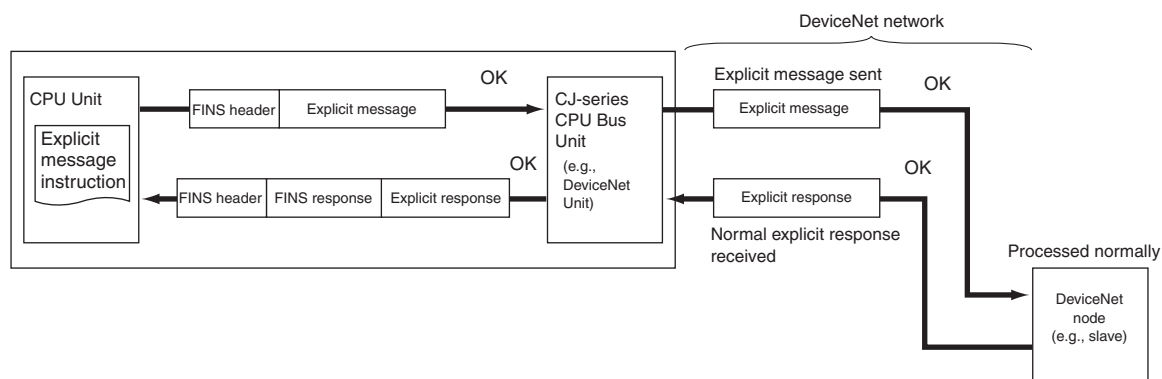 DeviceNet network
CPU Unit
Explicit
message
instruction
FINS header
Explicit message
OK
CJ-series
CPU Bus
Unit
(e.g.,
DeviceNet
Unit)
Explicit message sent
Explicit message
OK
FINS header
FINS response
Explicit response
OK
Explicit response
OK
Normal explicit response
received
Processed normally
DeviceNet
node
(e.g., slave)